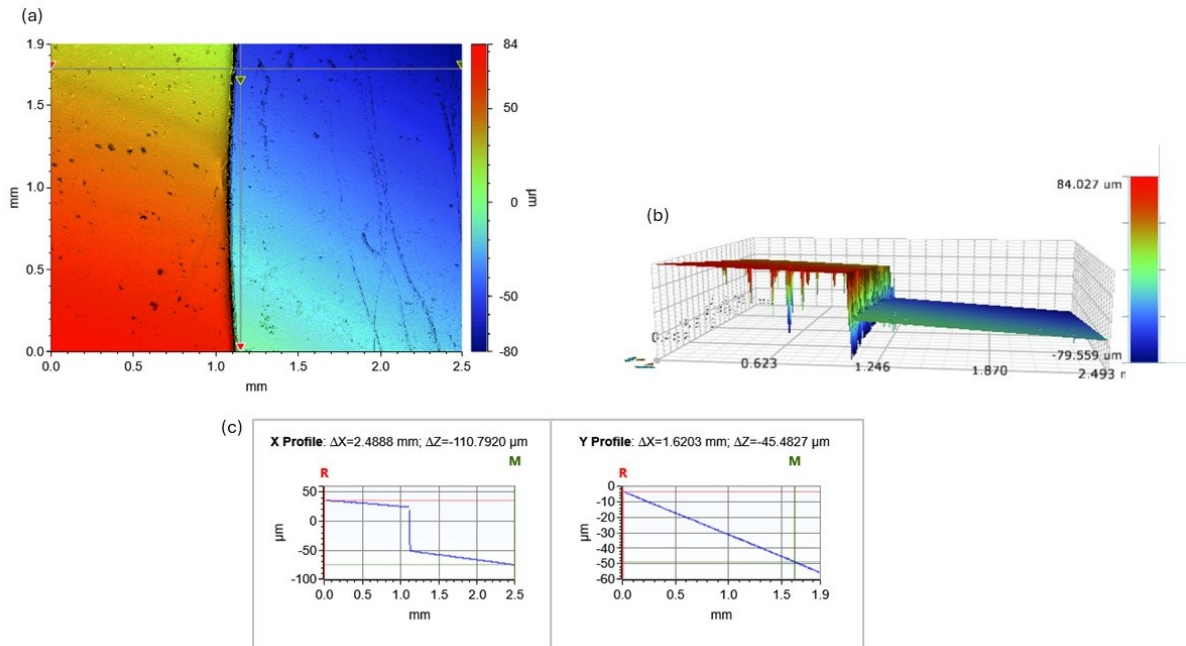 (a)
1.9
1.5
1.0
0.5
0.0
mm
0.0
0.5
1.0
1.5
2.0
2.5
mm
84
50
0
-50
-80
µm
(b)
84.027 um
-79.559 um
0.623
1.246
1.870
2.493
(c)
X Profile: ΔX=2.4888 mm; ΔZ=-110.7920 µm
R
M
50
0
-50
-100
µm
0.0
0.5
1.0
1.5
2.0
2.5
mm
Y Profile: ΔX=1.6203 mm; ΔZ=-45.4827 µm
R
M
0
-10
-20
-30
-40
-50
-60
µm
0.0
0.5
1.0
1.5
1.9
mm